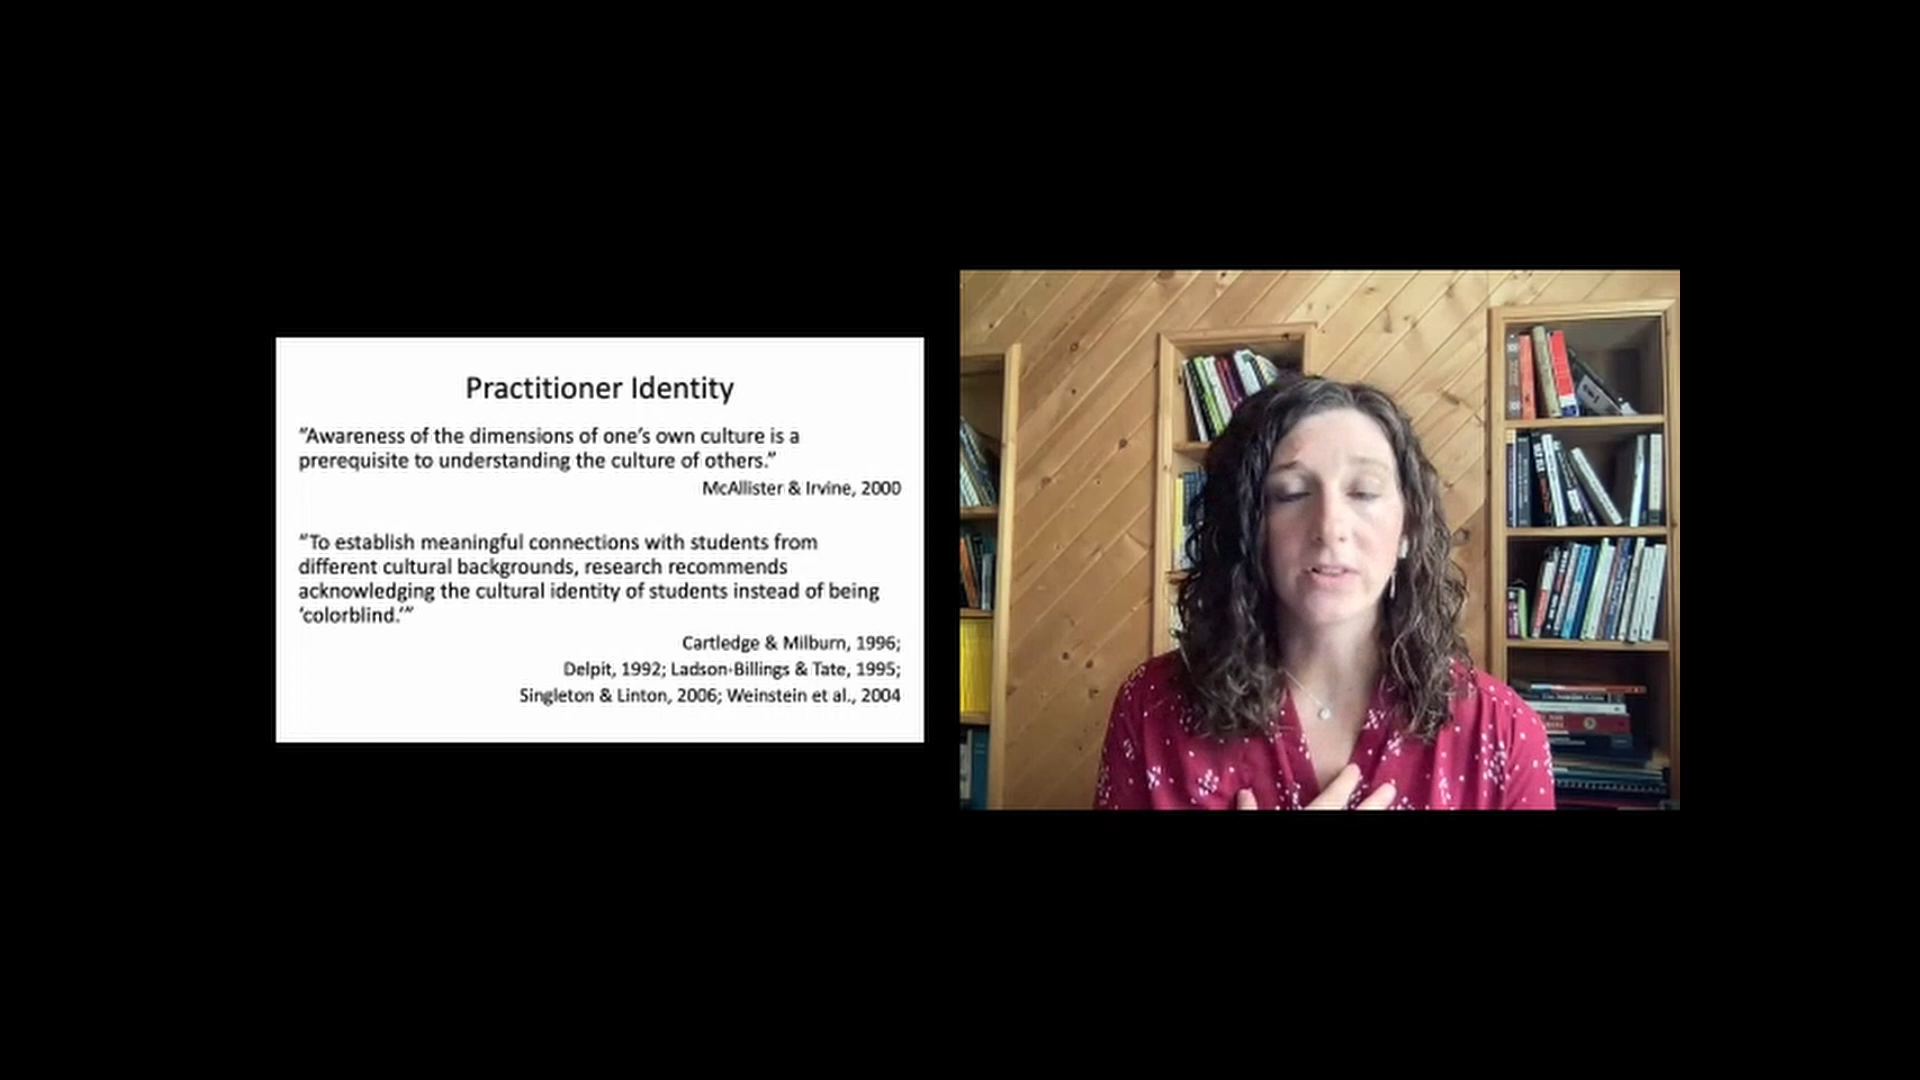 Practitioner Identity
“Awareness of the dimensions of one’s own culture is a
prerequisite to understanding the culture of others.”
McAllister & Irvine, 2000
“To establish meaningful connections with students from
different cultural backgrounds, research recommends
acknowledging the cultural identity of students instead of being
‘colorblind.’”
Cartledge & Milburn, 1996;
Delpit, 1992; Ladson-Billings & Tate, 1995;
Singleton & Linton, 2006; Weinstein et al., 2004